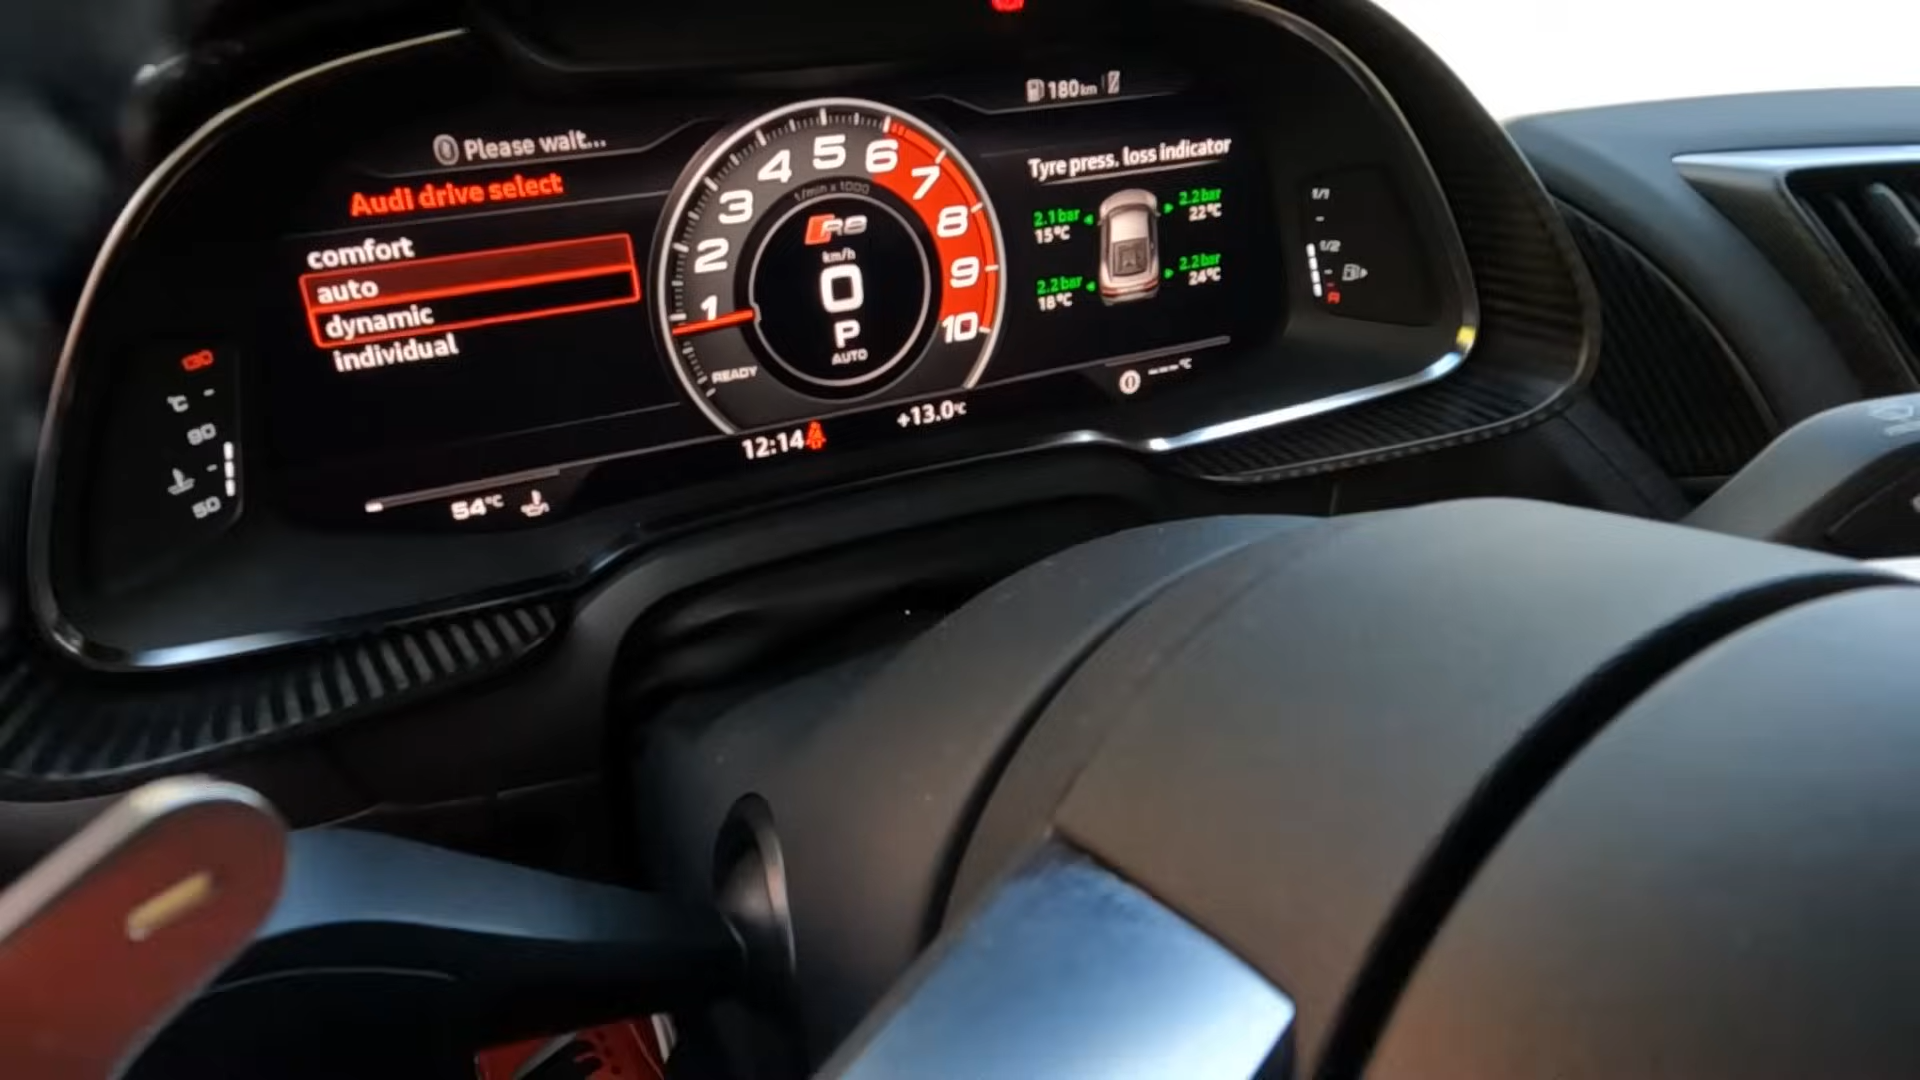 Please wait...
Audi drive select
comfort
auto
dynamic
individual
130
°C
90
50
54°C
1
2
3
4
5
6
7
8
9
10
1/min x 1000
R8
km/h
0
P
AUTO
READY
12:14
+13.0°C
180km
Tyre press. loss indicator
2.1bar
15°C
2.2bar
22°C
2.2bar
18°C
2.2bar
24°C
---°C
1/1
1/2
R